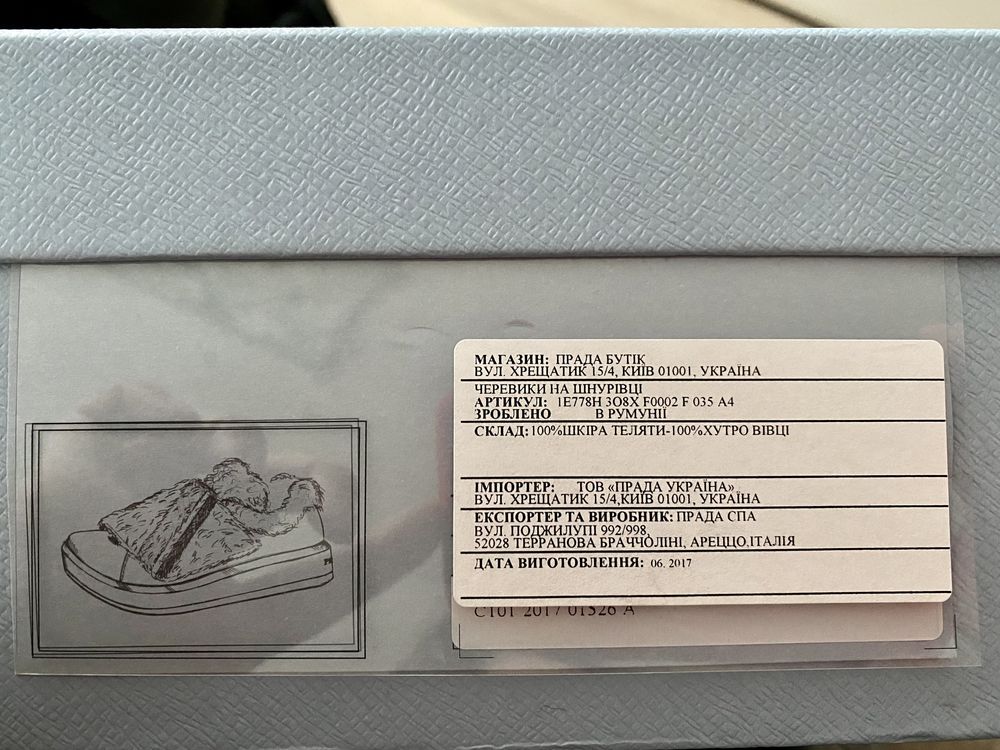 МАГАЗИН: ПРАДА БУТІК
ВУЛ. ХРЕЩАТИК 15/4, КИЇВ 01001, УКРАЇНА
ЧЕРЕВИКИ НА ШНУРІВЦІ
АРТИКУЛ: 1E778H 3O8X F0002 F 035 A4
ЗРОБЛЕНО В РУМУНІЇ
СКЛАД:100%ШКІРА ТЕЛЯТИ-100%ХУТРО ВІВЦІ
ІМПОРТЕР: ТОВ «ПРАДА УКРАЇНА»
ВУЛ. ХРЕЩАТИК 15/4,КИЇВ 01001, УКРАЇНА
ЕКСПОРТЕР ТА ВИРОБНИК: ПРАДА СПА
ВУЛ. ПОДЖИЛУПІ 992/998,
52028 ТЕРРАНОВА БРАЧЧОЛІНІ, АРЕЦЦО,ІТАЛІЯ
ДАТА ВИГОТОВЛЕННЯ: 06. 2017
C101 2017 01526 A